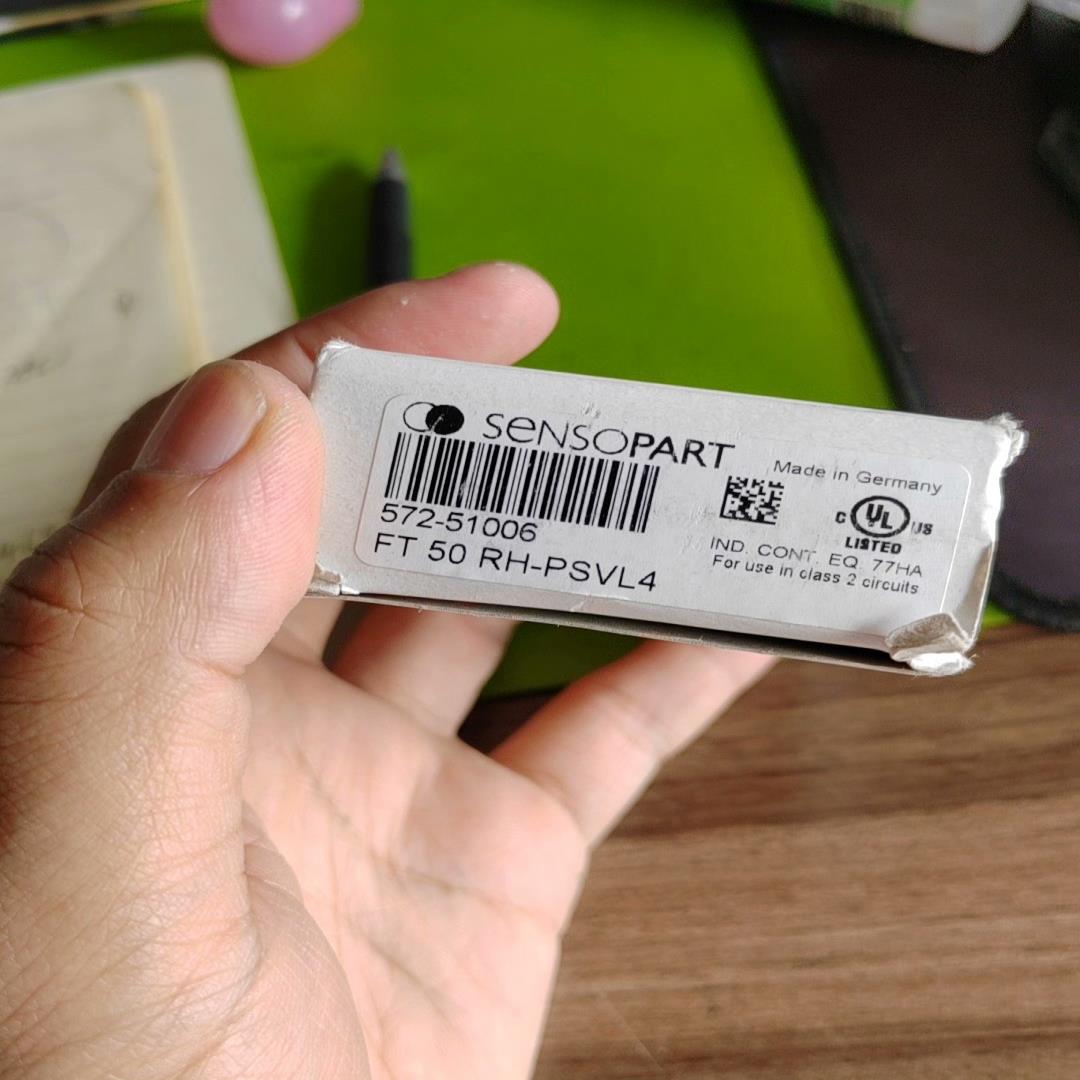 SENSOPART
572-51006
FT 50 RH-PSVL4
Made in Germany
C UL US
LISTED
IND. CONT. EQ. 77HA
For use in class 2 circuits